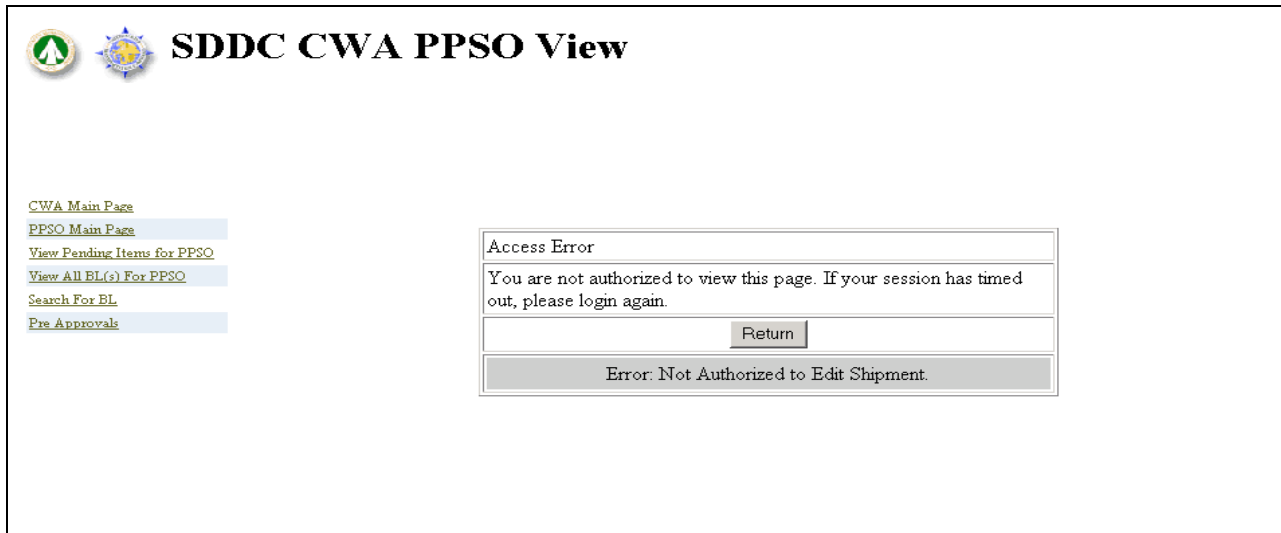 SDDC CWA PPSO View
CWA Main Page
PPSO Main Page
View Pending Items for PPSO
View All BL(s) For PPSO
Search For BL
Pre Approvals
Access Error
You are not authorized to view this page. If your session has timed
out, please login again.
Return
Error: Not Authorized to Edit Shipment.